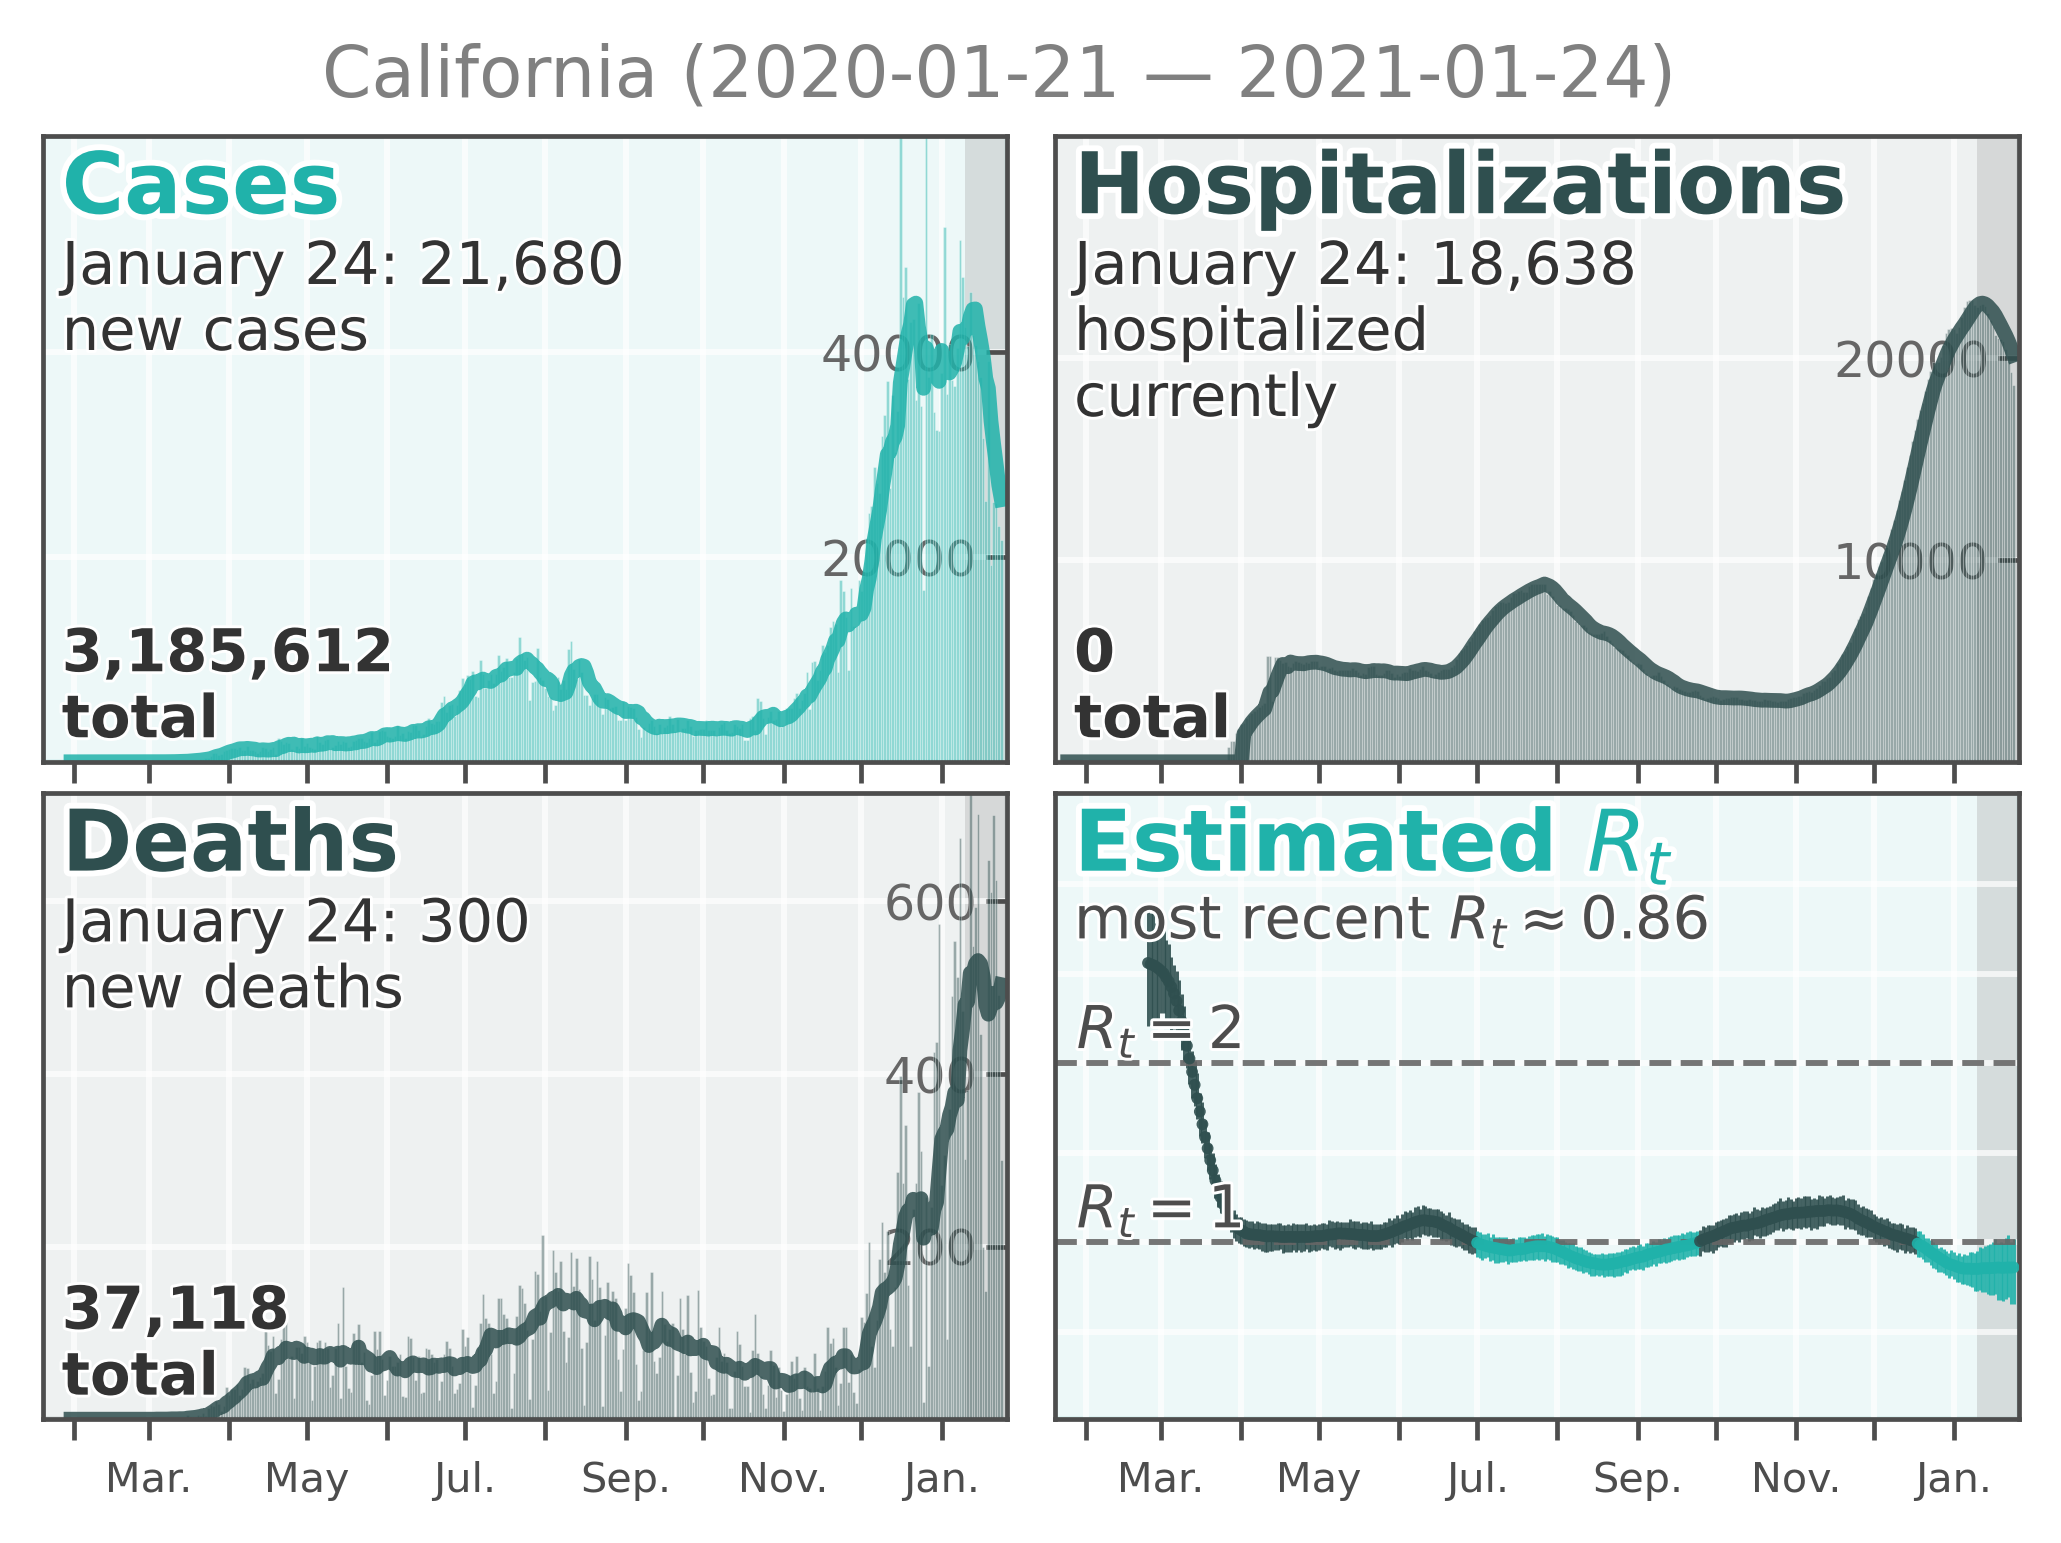 California (2020-01-21 — 2021-01-24)
Cases
January 24: 21,680
new cases
40000
20000
3,185,612
total
Hospitalizations
January 24: 18,638
hospitalized
currently
20000
10000
0
total
Deaths
January 24: 300
new deaths
600
400
200
37,118
total
Estimated Rt
most recent Rt ≈ 0.86
Rt = 2
Rt = 1
Mar. May Jul. Sep. Nov. Jan.
Mar. May Jul. Sep. Nov. Jan.